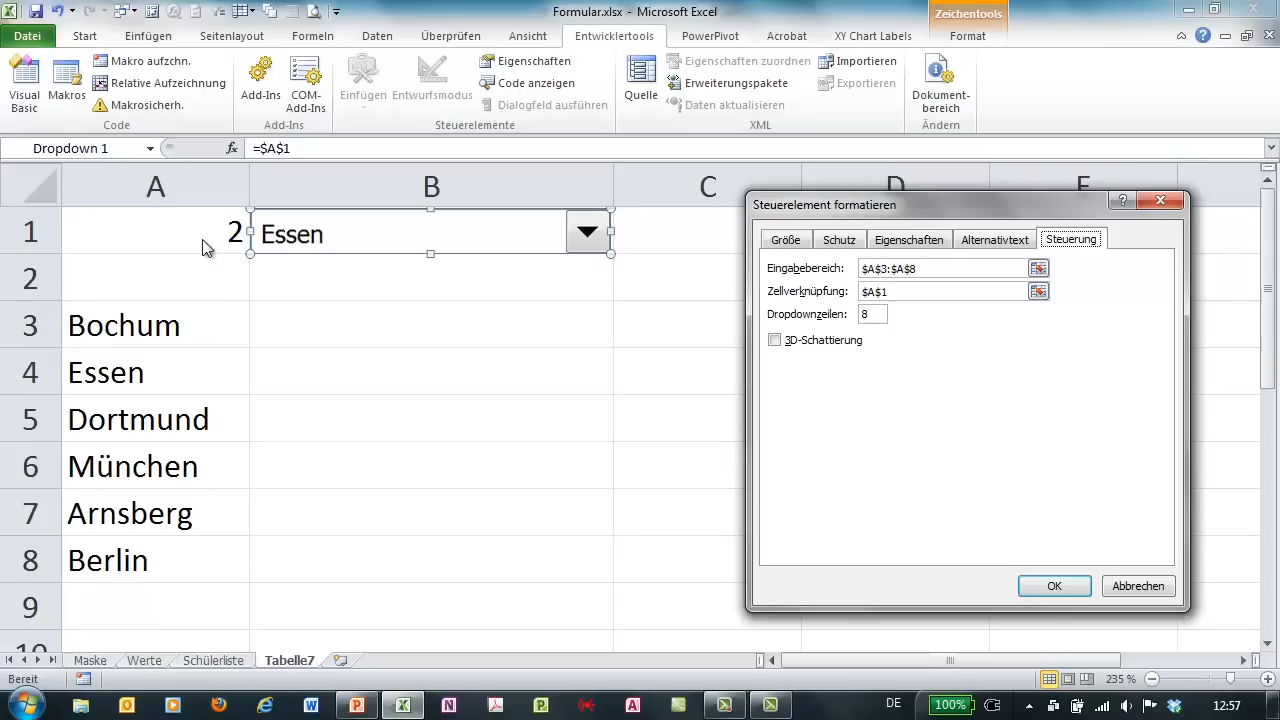 Formular.xlsx - Microsoft Excel
Zeichentools
Datei Start Einfügen Seitenlayout Formeln Daten Überprüfen Ansicht Entwicklertools PowerPivot Acrobat XY Chart Labels Format
Visual Basic
Makros
Makro aufzchn.
Relative Aufzeichnung
Makrosicherh.
Code
Add-Ins
COM-Add-Ins
Add-Ins
Einfügen
Entwurfsmodus
Eigenschaften
Code anzeigen
Dialogfeld ausführen
Steuerelemente
Quelle
Eigenschaften zuordnen
Erweiterungspakete
Daten aktualisieren
Importieren
Exportieren
XML
Dokument-
bereich
Ändern
Dropdown 1 fx =$A$1
A B C D E
1 2 Essen
2
3 Bochum
4 Essen
5 Dortmund
6 München
7 Arnsberg
8 Berlin
9
10
Steuerelement formatieren
Größe Schutz Eigenschaften Alternativtext Steuerung
Eingabebereich: $A$3:$A$8
Zellverknüpfung: $A$1
Dropdownzeilen: 8
3D-Schattierung
OK Abbrechen
Maske Werte Schülerliste Tabelle7
Bereit 235 %
DE 100% 12:57